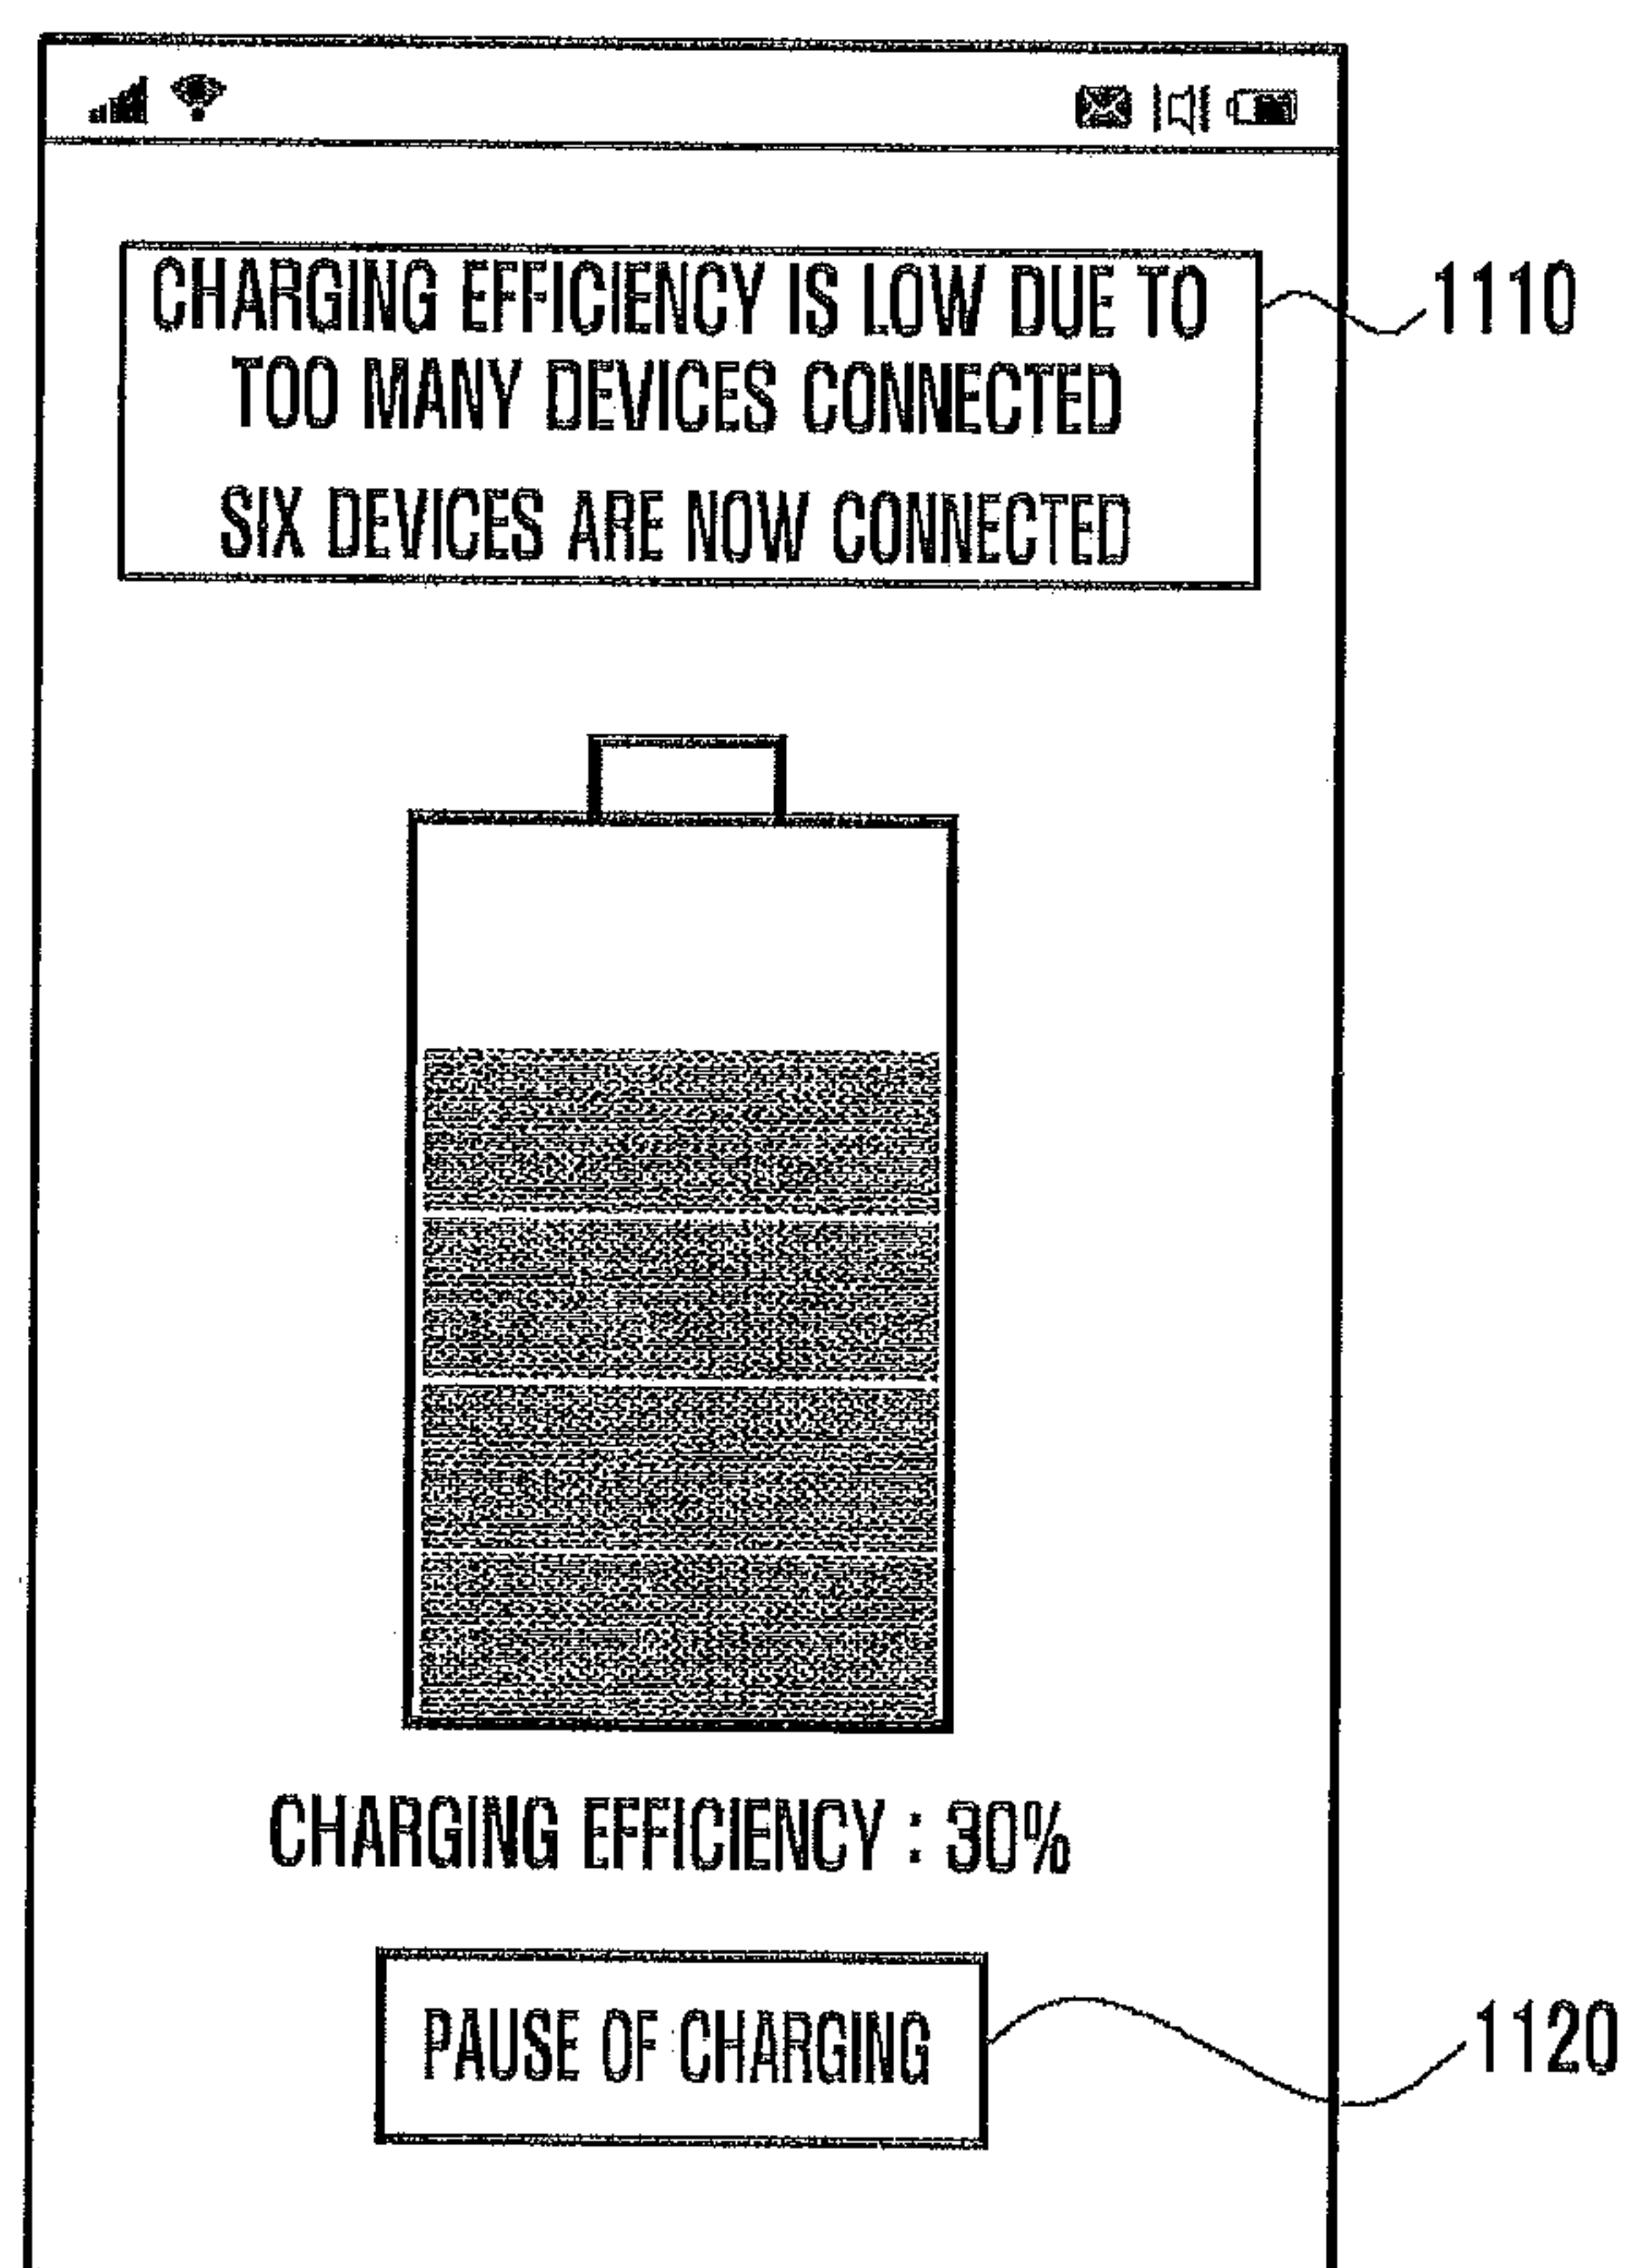 CHARGING EFFICIENCY IS LOW DUE TO
TOO MANY DEVICES CONNECTED
SIX DEVICES ARE NOW CONNECTED
1110
CHARGING EFFICIENCY : 30%
PAUSE OF CHARGING
1120